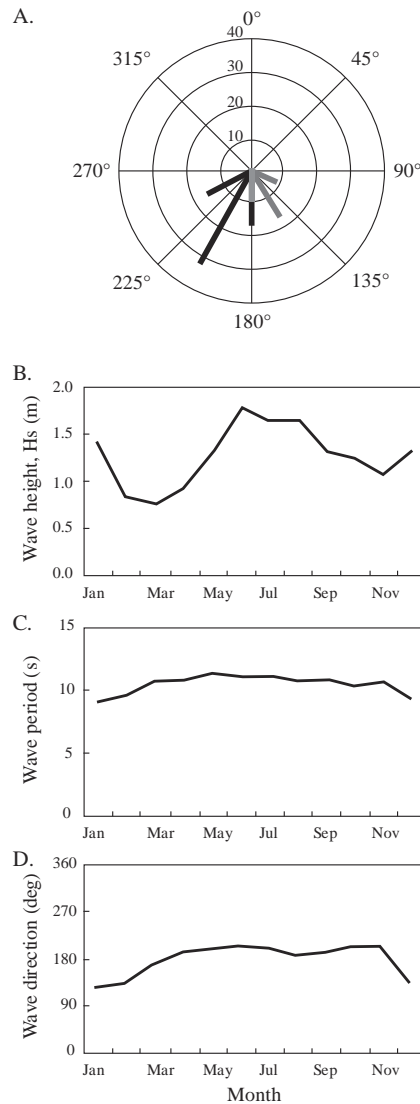 A.
0°
40
315°
45°
30
20
10
270°
90°
225°
135°
180°
B.
2.0
1.5
1.0
0.5
0.0
Wave height, Hs (m)
Jan Mar May Jul Sep Nov
C.
15
10
5
0
Wave period (s)
Jan Mar May Jul Sep Nov
D.
360
270
180
90
0
Wave direction (deg)
Jan Mar May Jul Sep Nov
Month